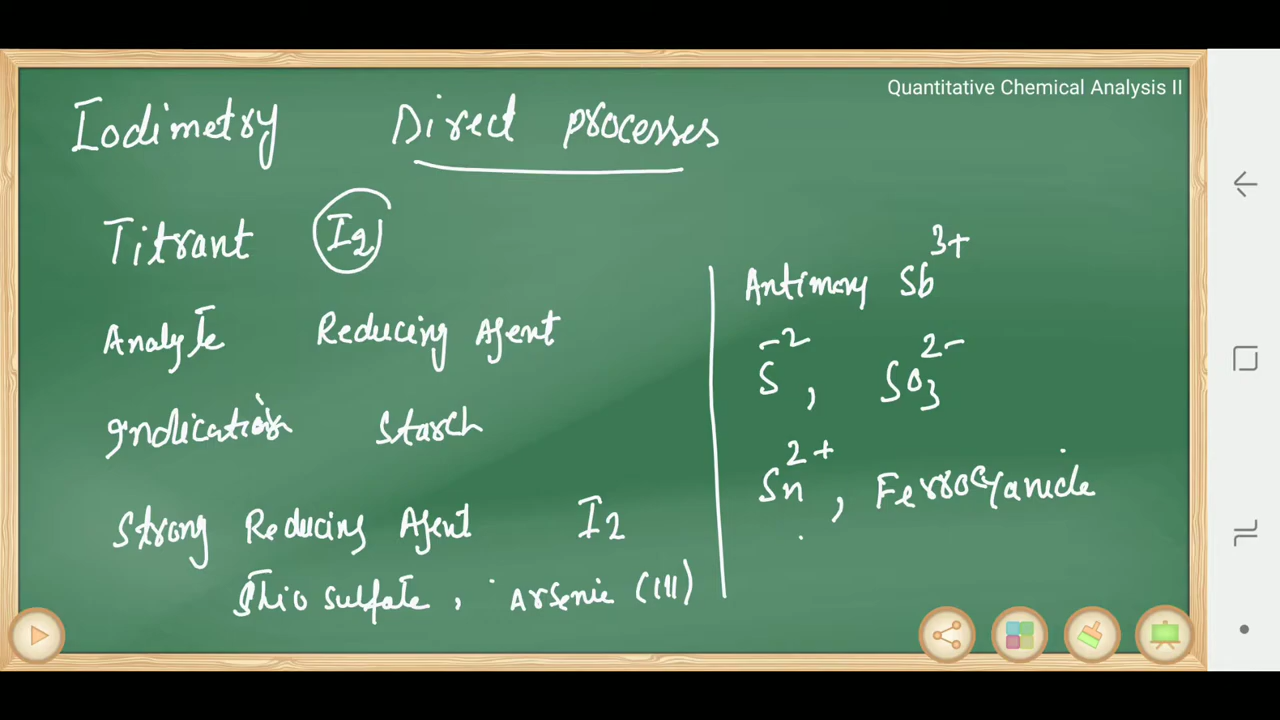 Quantitative Chemical Analysis II
Iodimetry Direct processes
Titrant I2
Analyte Reducing Agent
Indication Starch
Strong Reducing Agent I2
Thio sulfate, arsenic (III)
Antimony Sb3+
S-2, SO3 2-
Sn2+, Ferrocyanide